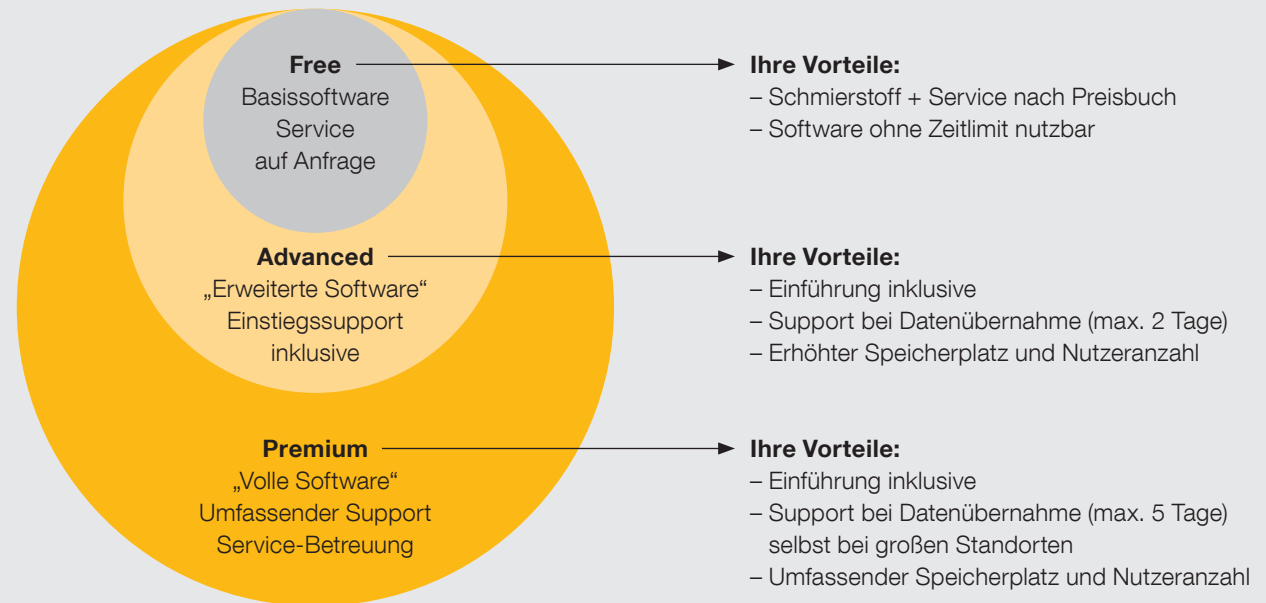 Free
Basissoftware
Service
auf Anfrage
Ihre Vorteile:
– Schmierstoff + Service nach Preisbuch
– Software ohne Zeitlimit nutzbar
Advanced
„Erweiterte Software“
Einstiegssupport
inklusive
Ihre Vorteile:
– Einführung inklusive
– Support bei Datenübernahme (max. 2 Tage)
– Erhöhter Speicherplatz und Nutzeranzahl
Premium
„Volle Software“
Umfassender Support
Service-Betreuung
Ihre Vorteile:
– Einführung inklusive
– Support bei Datenübernahme (max. 5 Tage)
selbst bei großen Standorten
– Umfassender Speicherplatz und Nutzeranzahl